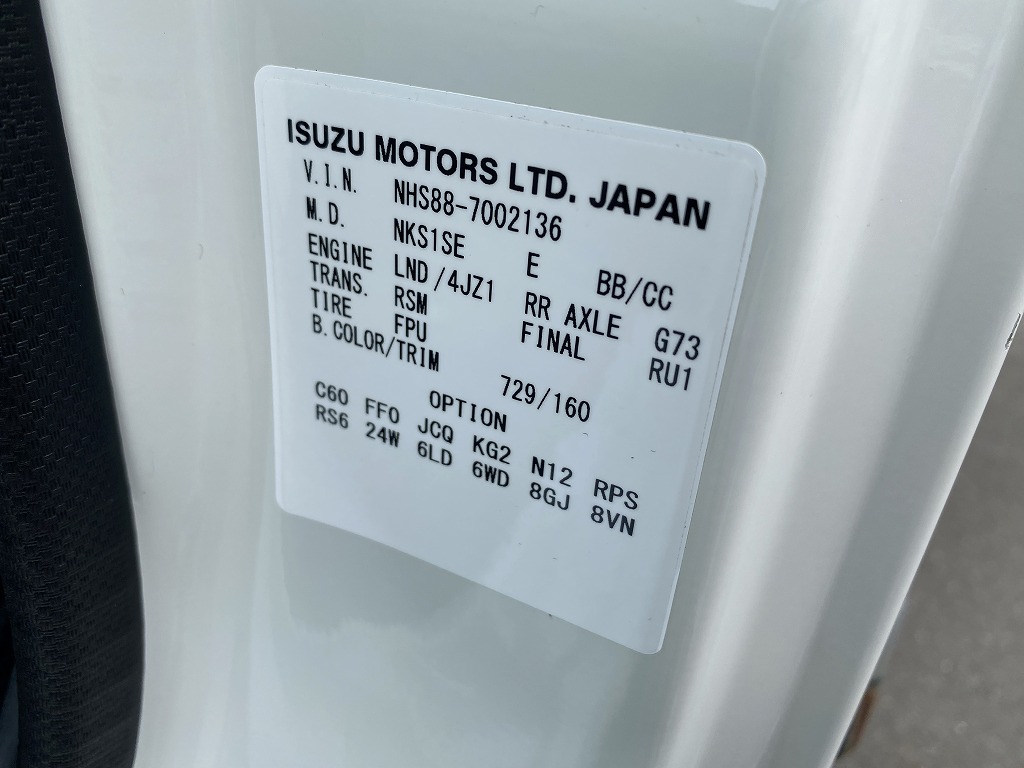 ISUZU MOTORS LTD. JAPAN
V.I.N. NHS88-7002136
M.D. NKS1SE E BB/CC
ENGINE LND/4JZ1 RR AXLE G73
TRANS. RSM FINAL RU1
TIRE FPU
B.COLOR/TRIM 729/160
OPTION
C60 FF0 JCQ KG2 N12 RPS
RS6 24W 6LD 6WD 8GJ 8VN